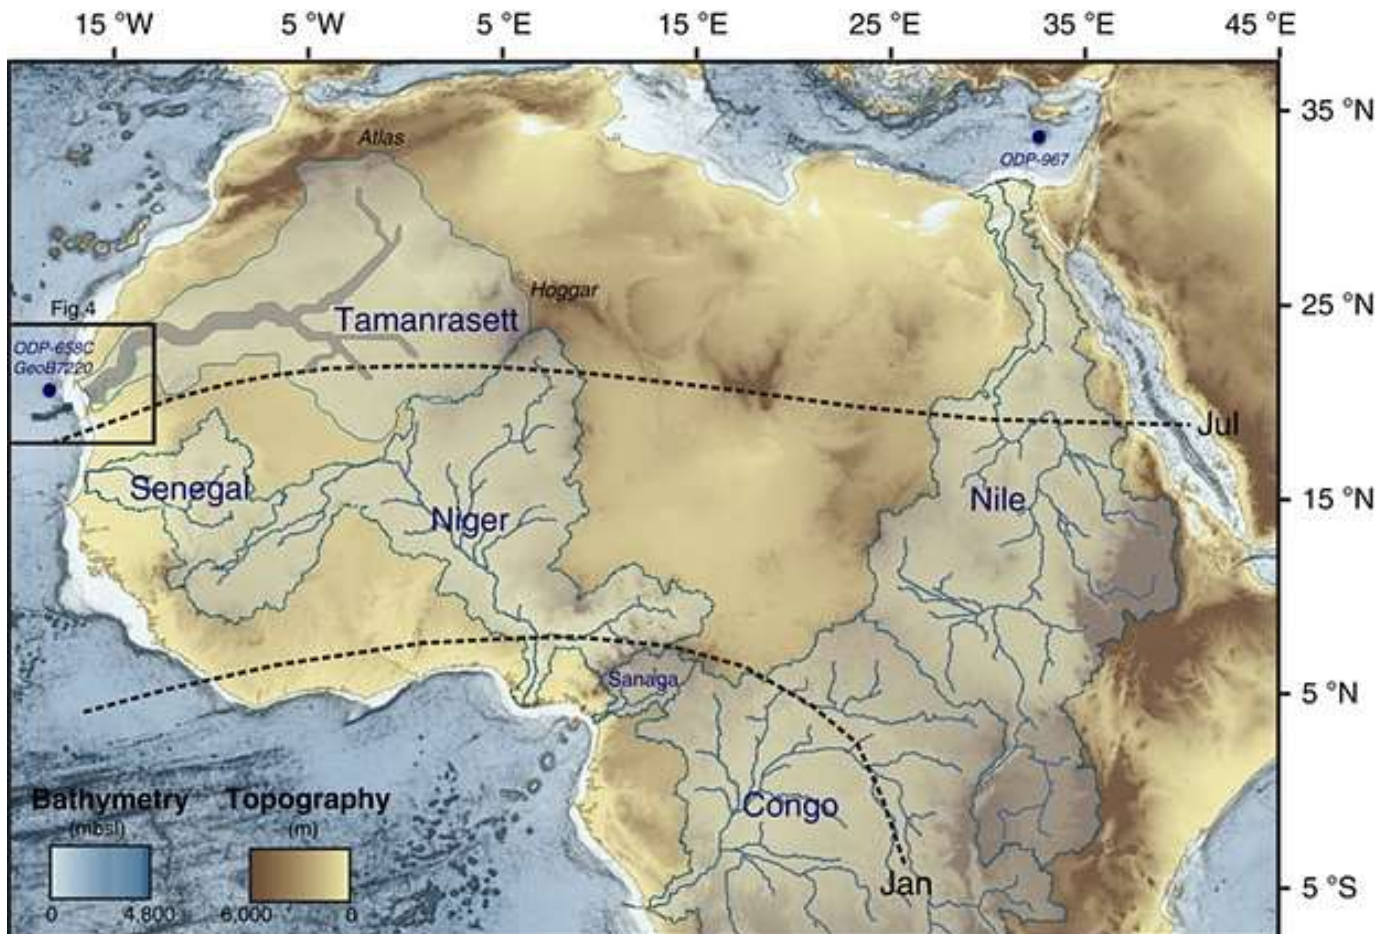 15 °W 5 °W 5 °E 15 °E 25 °E 35 °E 45 °E
35 °N
Atlas
ODP-967
Hoggar
25 °N
Fig.4
Tamanrasett
ODP-658C
GeoB7220
Jul
Senegal
Nile
15 °N
Niger
Sanaga
5 °N
Bathymetry Topography
(mbsl) (m)
Congo
Jan
5 °S
0 4,800 6,000 0